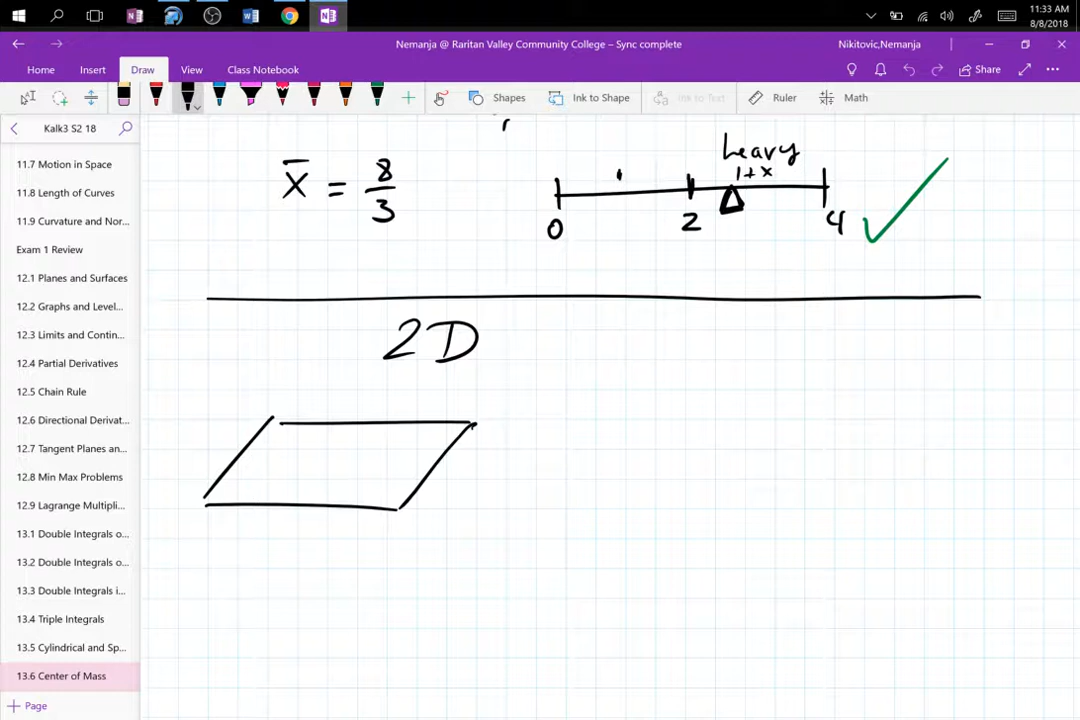 11:33 AM
8/8/2018
Nemanja @ Raritan Valley Community College – Sync complete
Nikitovic,Nemanja
Home
Insert
Draw
View
Class Notebook
Share
Shapes
Ink to Shape
Ink to Text
Ruler
Math
Kalk3 S2 18
11.7 Motion in Space
11.8 Length of Curves
11.9 Curvature and Nor...
Exam 1 Review
12.1 Planes and Surfaces
12.2 Graphs and Level...
12.3 Limits and Contin...
12.4 Partial Derivatives
12.5 Chain Rule
12.6 Directional Derivat...
12.7 Tangent Planes an...
12.8 Min Max Problems
12.9 Lagrange Multipli...
13.1 Double Integrals o...
13.2 Double Integrals o...
13.3 Double Integrals i...
13.4 Triple Integrals
13.5 Cylindrical and Sp...
13.6 Center of Mass
Page
x̄ = 8/3
heavy
1+x
0 2 4
2D